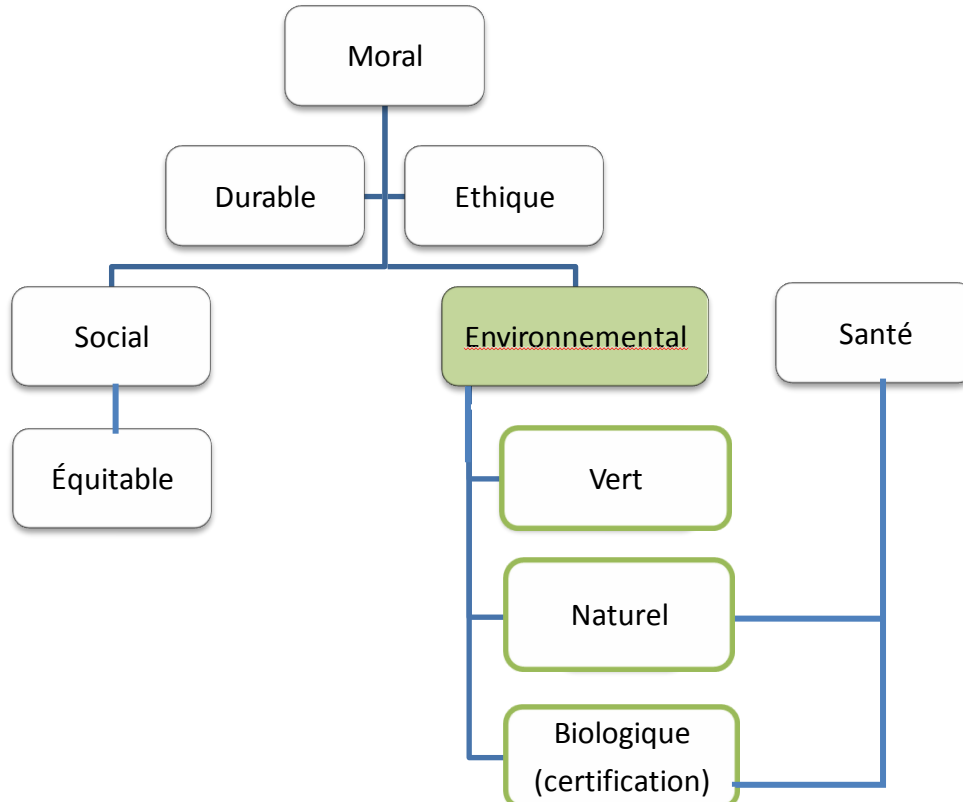 Moral
Durable
Ethique
Social
Environnemental
Santé
Équitable
Vert
Naturel
Biologique
(certification)